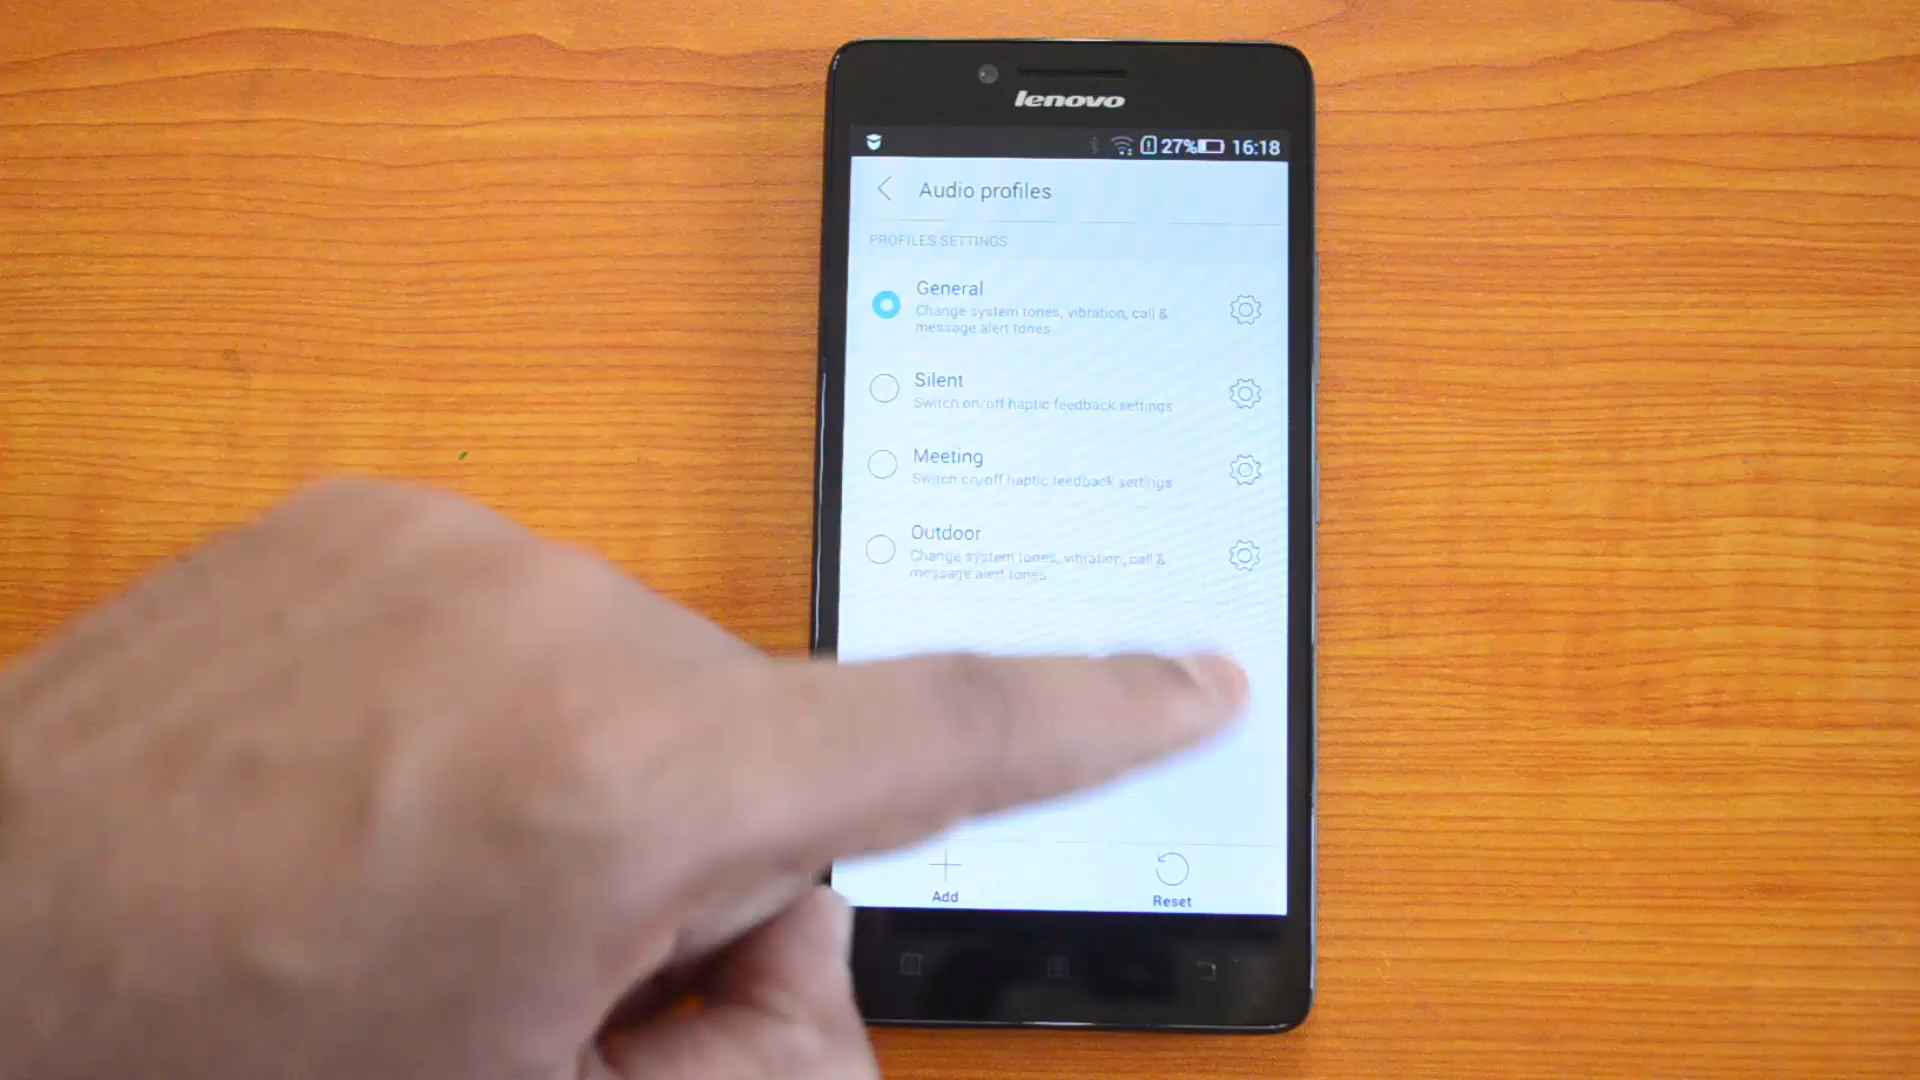 lenovo
27% 16:18
Audio profiles
PROFILES SETTINGS
General
Change system tones, vibration, call &
message alert tones
Silent
Switch on/off haptic feedback settings
Meeting
Switch on/off haptic feedback settings
Outdoor
Change system tones, vibration, call &
message alert tones
Add
Reset